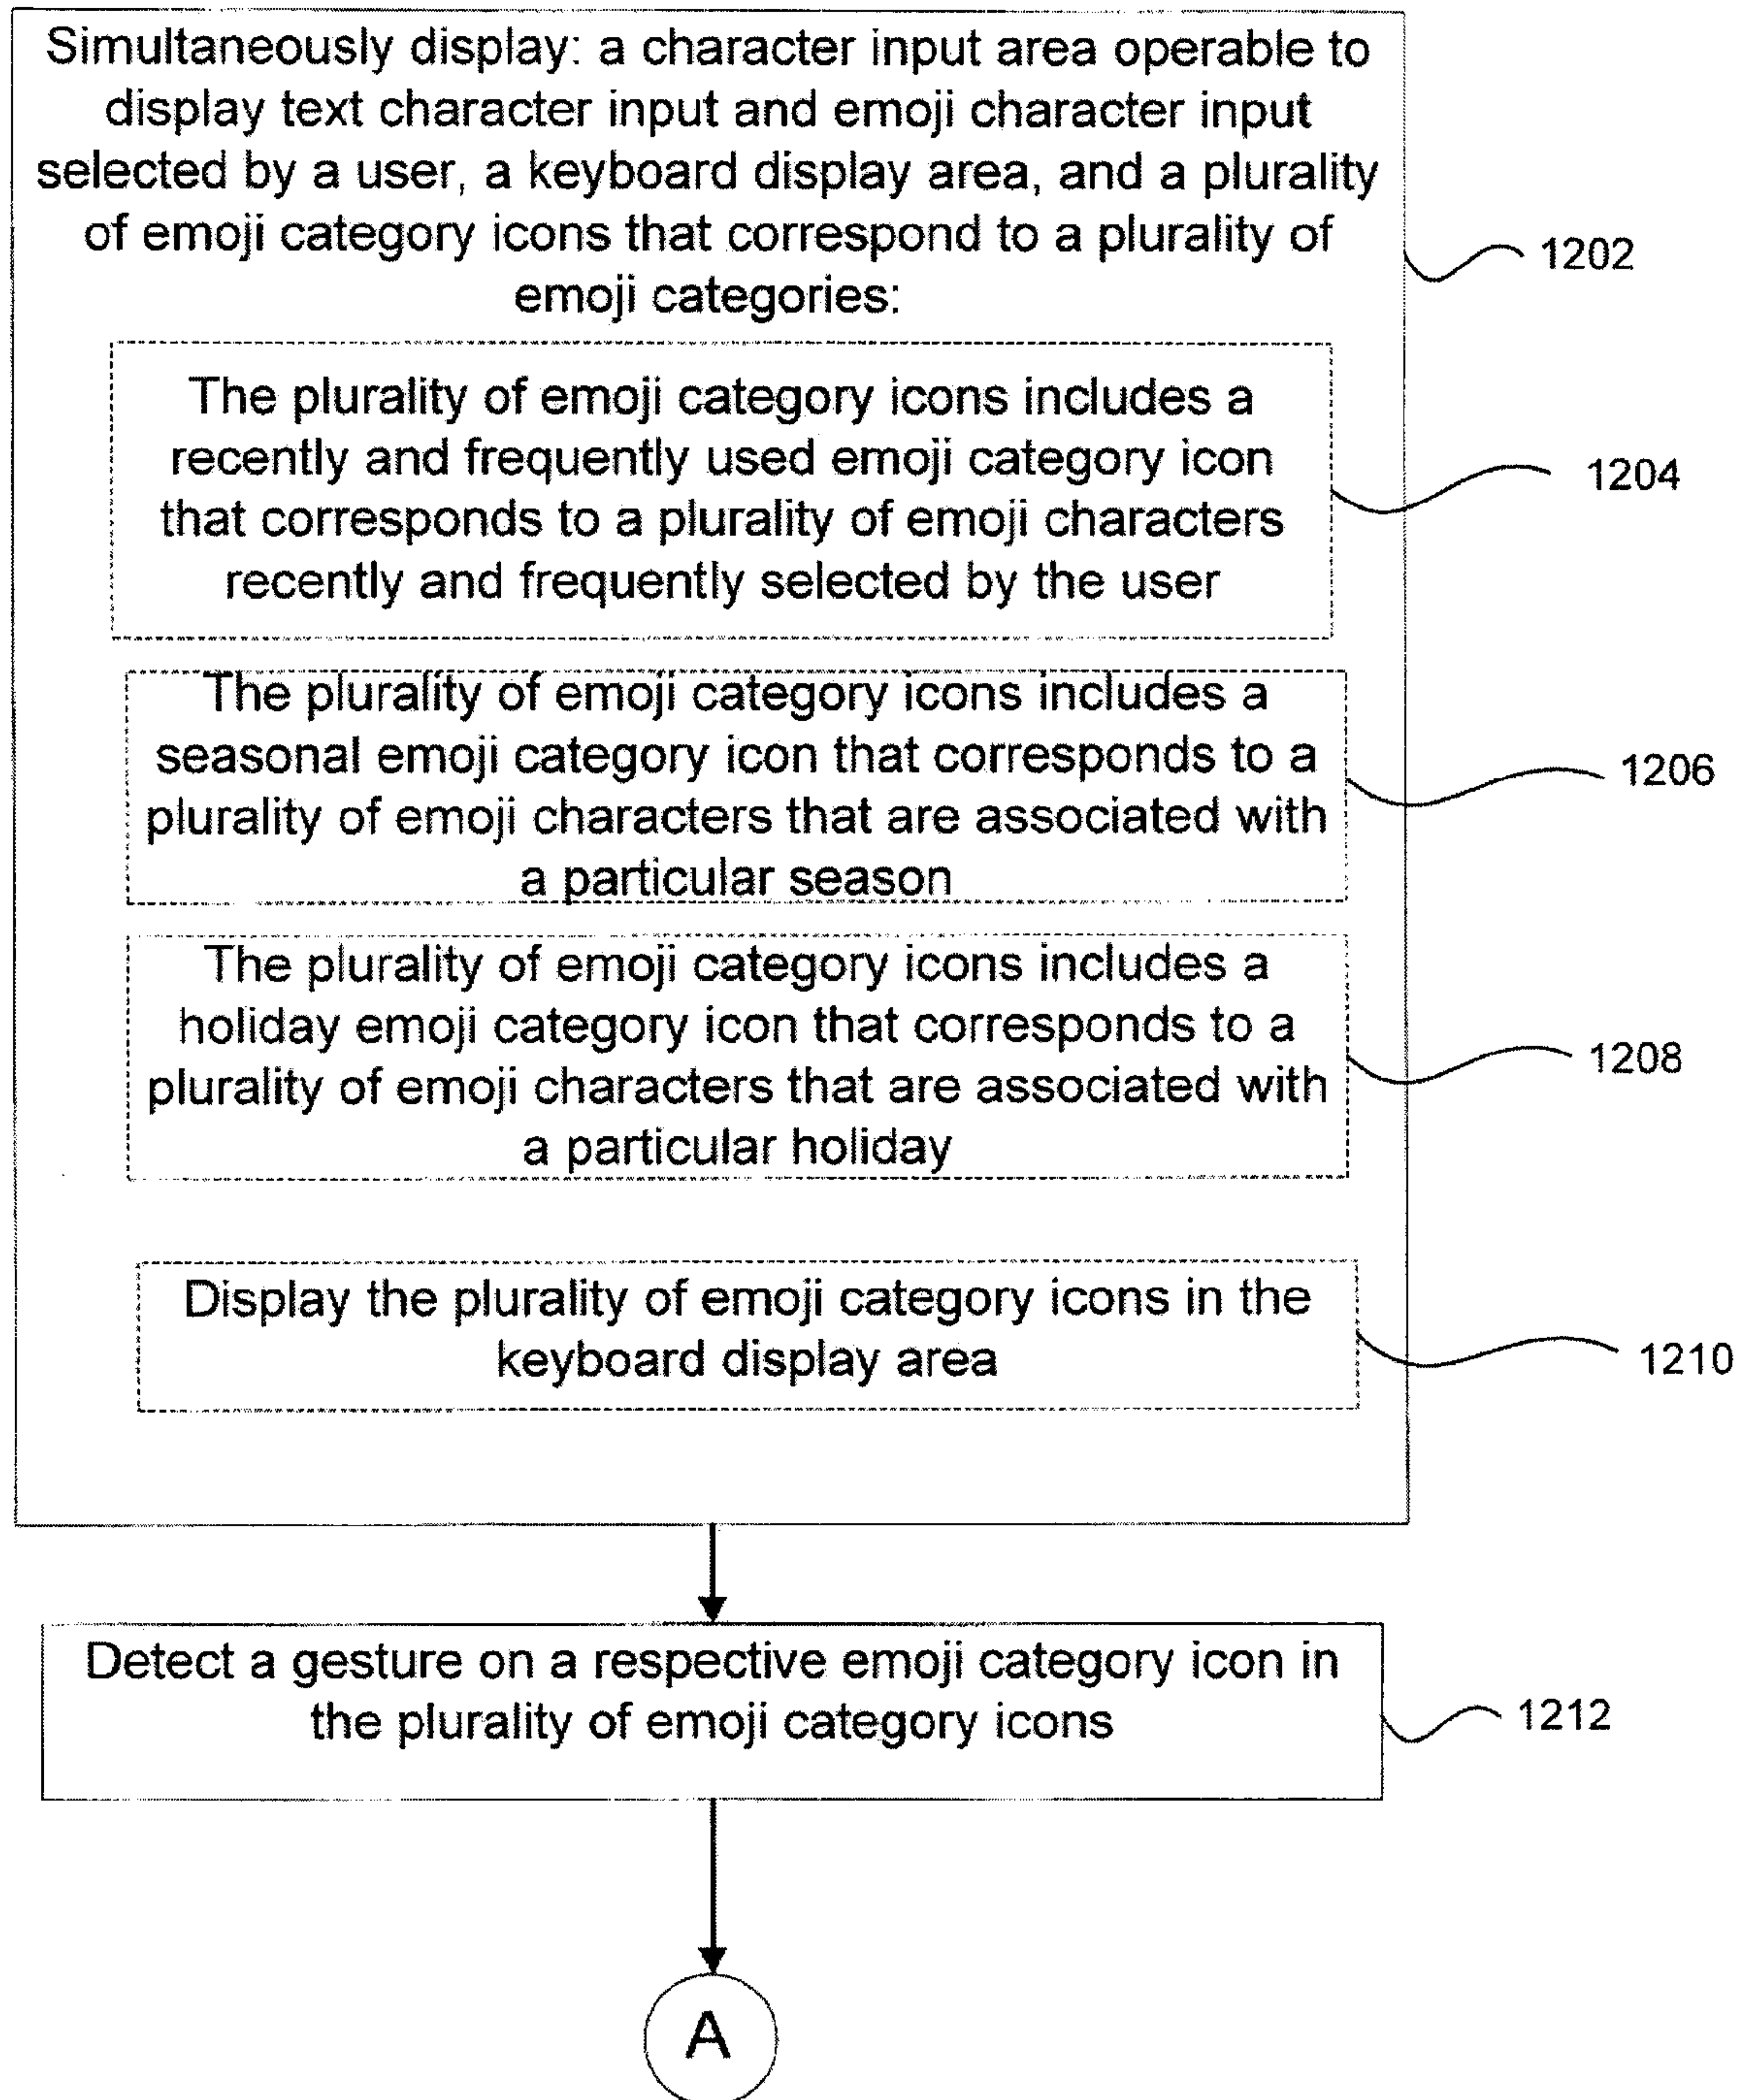 Simultaneously display: a character input area operable to
display text character input and emoji character input
selected by a user, a keyboard display area, and a plurality
of emoji category icons that correspond to a plurality of
emoji categories:
1202
The plurality of emoji category icons includes a
recently and frequently used emoji category icon
that corresponds to a plurality of emoji characters
recently and frequently selected by the user
1204
The plurality of emoji category icons includes a
seasonal emoji category icon that corresponds to a
plurality of emoji characters that are associated with
a particular season
1206
The plurality of emoji category icons includes a
holiday emoji category icon that corresponds to a
plurality of emoji characters that are associated with
a particular holiday
1208
Display the plurality of emoji category icons in the
keyboard display area
1210
Detect a gesture on a respective emoji category icon in
the plurality of emoji category icons
1212
A